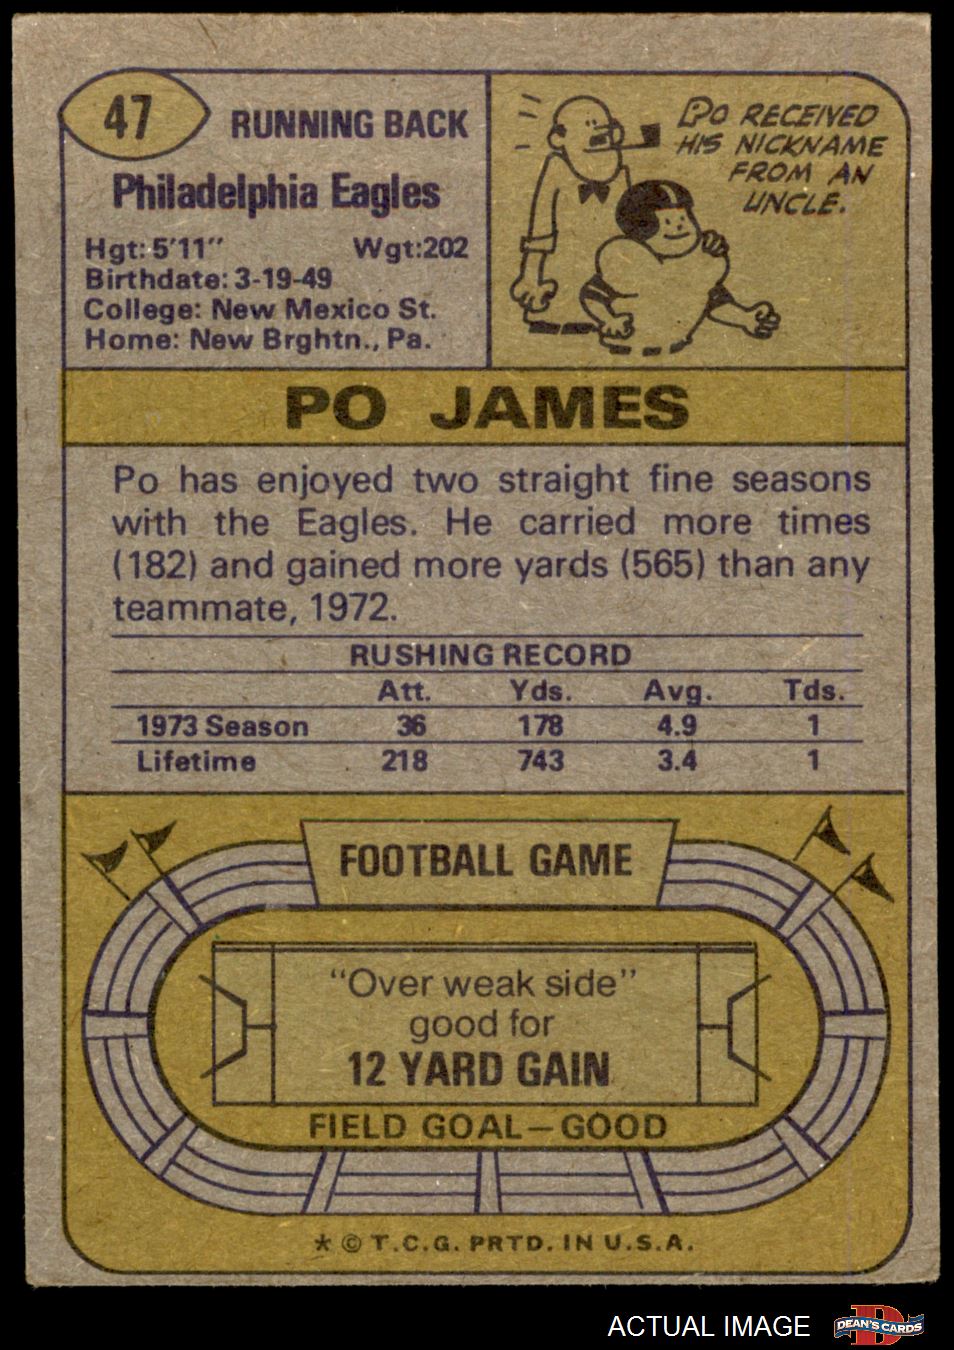 47
RUNNING BACK
Philadelphia Eagles
Hgt: 5'11" Wgt:202
Birthdate: 3-19-49
College: New Mexico St.
Home: New Brghtn., Pa.
PO RECEIVED
HIS NICKNAME
FROM AN
UNCLE.
PO JAMES
Po has enjoyed two straight fine seasons
with the Eagles. He carried more times
(182) and gained more yards (565) than any
teammate, 1972.
RUSHING RECORD
Att. Yds. Avg. Tds.
1973 Season 36 178 4.9 1
Lifetime 218 743 3.4 1
FOOTBALL GAME
"Over weak side"
good for
12 YARD GAIN
FIELD GOAL—GOOD
* © T.C.G. PRTD. IN U.S.A.
ACTUAL IMAGE
D
DEAN'S CARDS